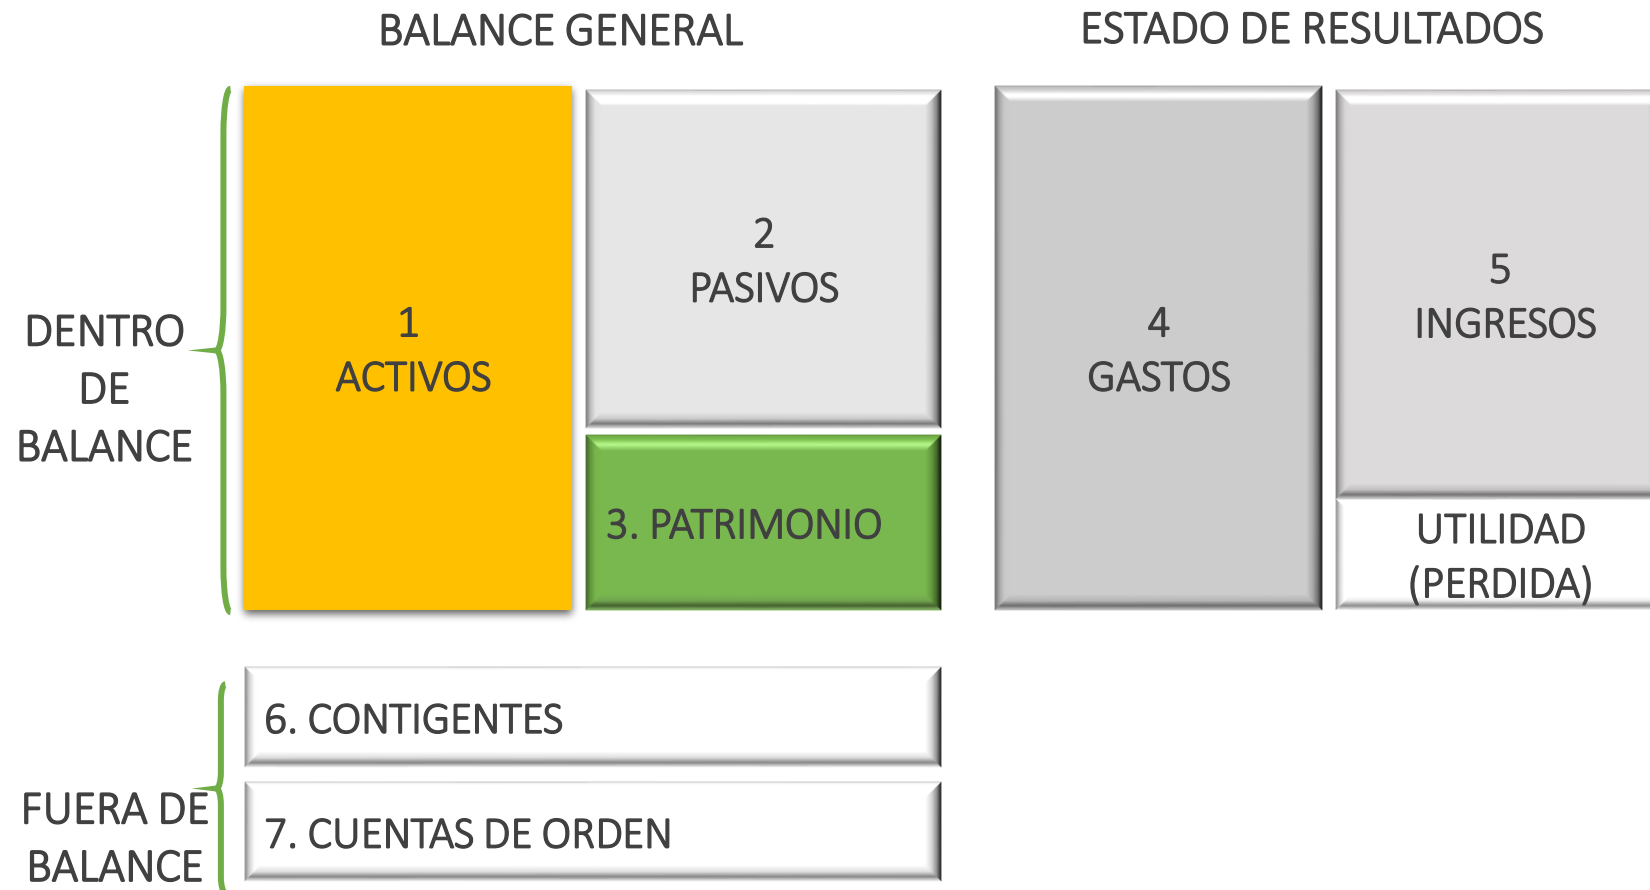 BALANCE GENERAL
ESTADO DE RESULTADOS
DENTRO
DE
BALANCE
1
ACTIVOS
2
PASIVOS
3. PATRIMONIO
4
GASTOS
5
INGRESOS
UTILIDAD
(PERDIDA)
FUERA DE
BALANCE
6. CONTIGENTES
7. CUENTAS DE ORDEN